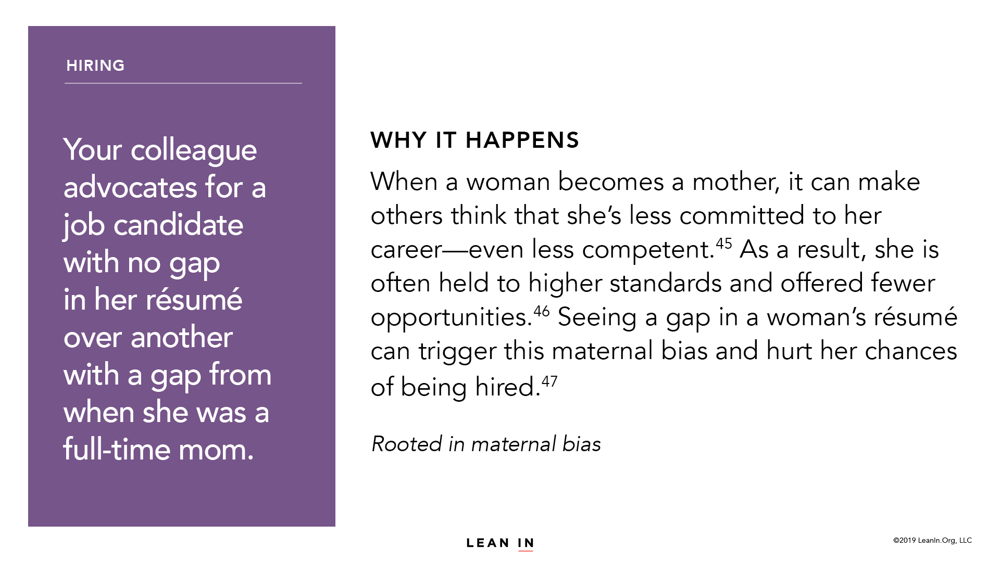 HIRING
Your colleague
advocates for a
job candidate
with no gap
in her résumé
over another
with a gap from
when she was a
full-time mom.
WHY IT HAPPENS
When a woman becomes a mother, it can make
others think that she’s less committed to her
career—even less competent.45 As a result, she is
often held to higher standards and offered fewer
opportunities.46 Seeing a gap in a woman’s résumé
can trigger this maternal bias and hurt her chances
of being hired.47
Rooted in maternal bias
LEAN IN
©2019 LeanIn.Org, LLC